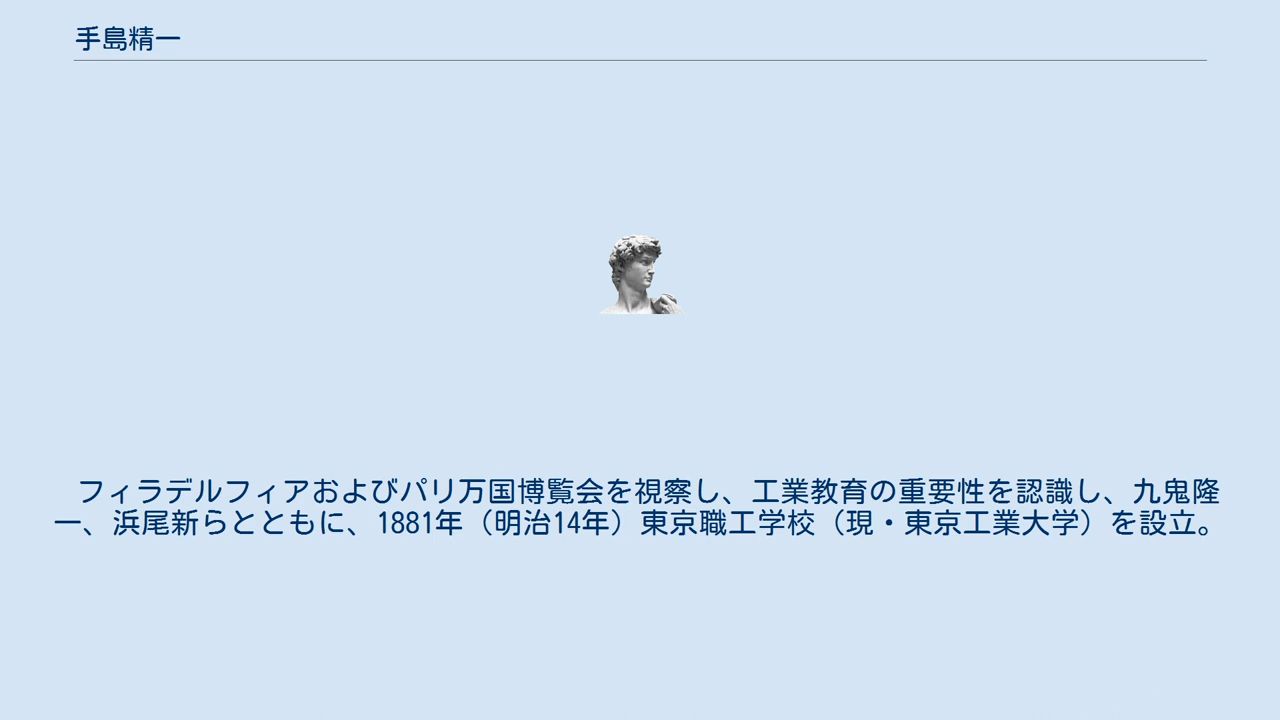 手島精一
フィラデルフィアおよびパリ万国博覧会を視察し、工業教育の重要性を認識し、九鬼隆
一、浜尾新らとともに、1881年（明治14年）東京職工学校（現・東京工業大学）を設立。